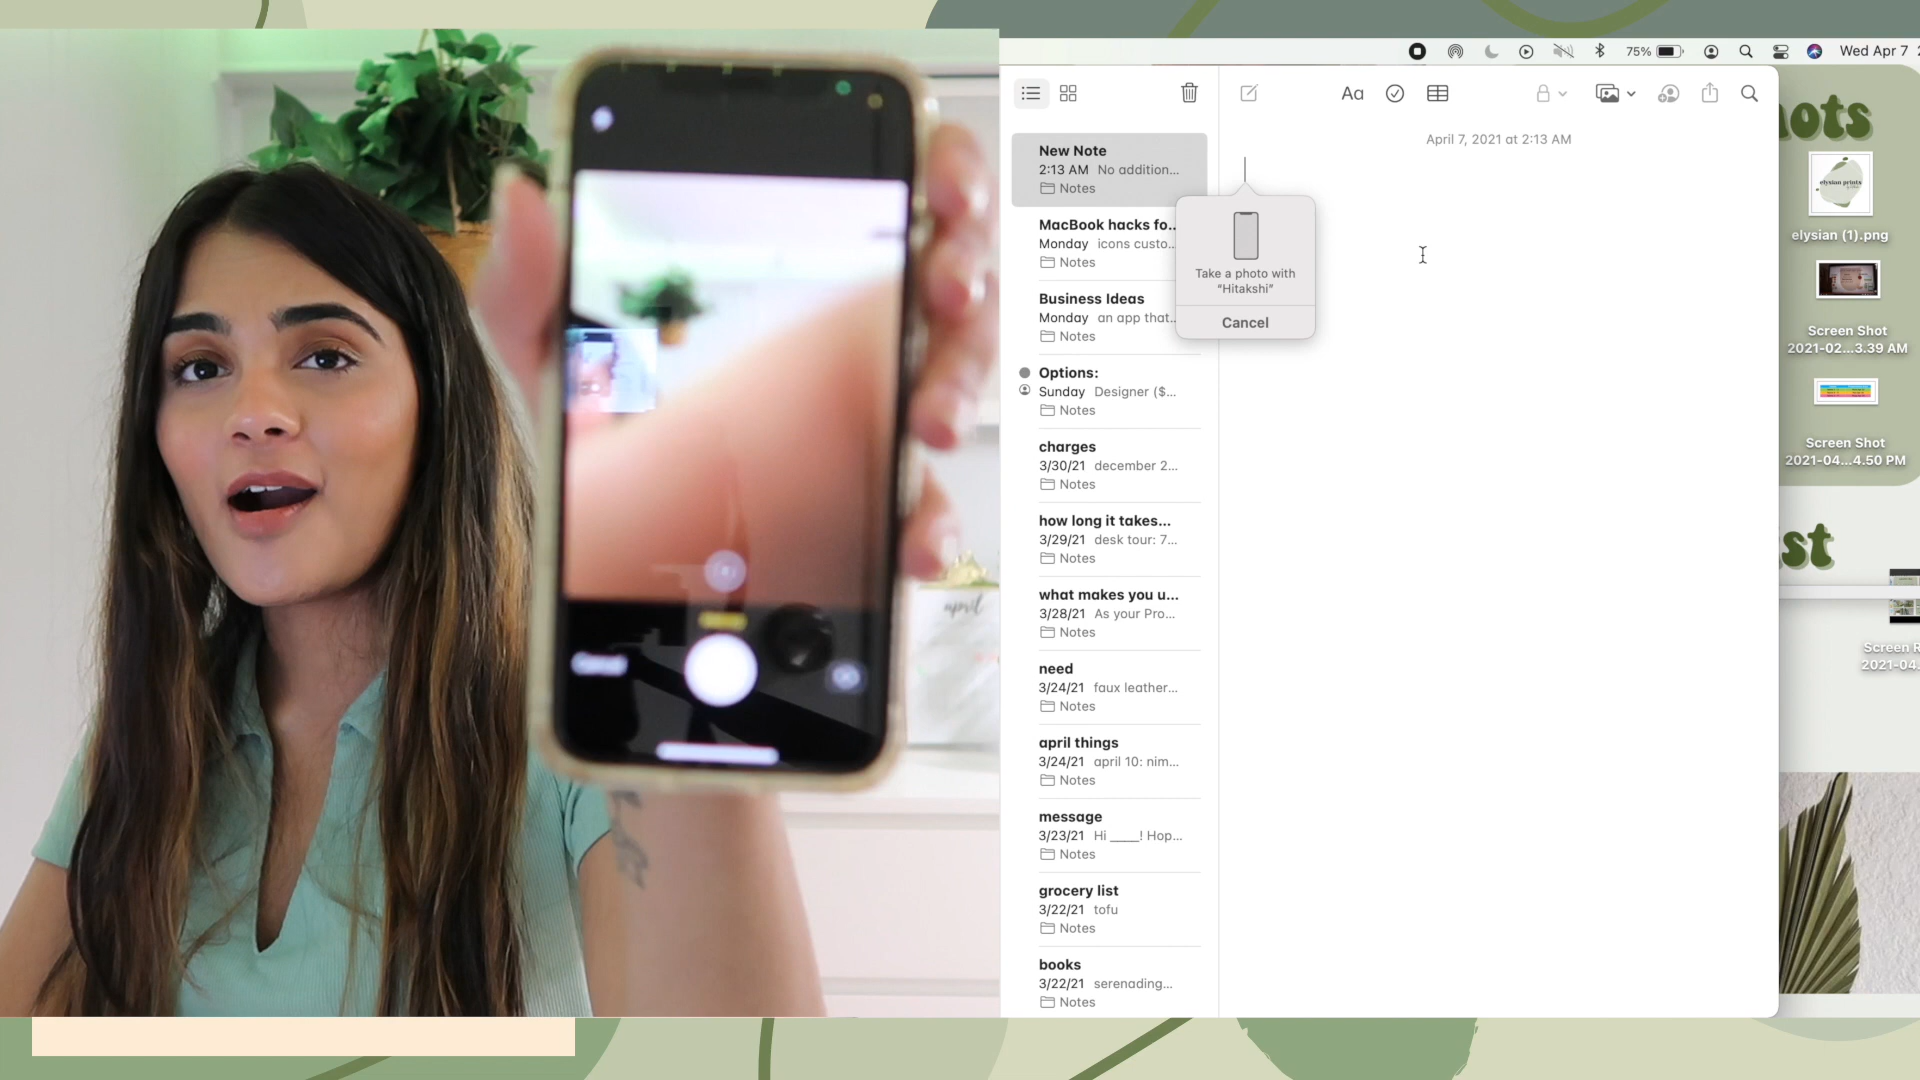 75%
Wed Apr 7
Aa
April 7, 2021 at 2:13 AM
New Note
2:13 AM No addition...
Notes
MacBook hacks fo..
Monday icons custo...
Notes
Business Ideas
Monday an app that...
Notes
Options:
Sunday Designer ($...
Notes
charges
3/30/21 december 2...
Notes
how long it takes...
3/29/21 desk tour: 7...
Notes
what makes you u...
3/28/21 As your Pro...
Notes
need
3/24/21 faux leather...
Notes
april things
3/24/21 april 10: nim...
Notes
message
3/23/21 Hi ____! Hop...
Notes
grocery list
3/22/21 tofu
Notes
books
3/22/21 serenading...
Notes
Take a photo with
“Hitakshi”
Cancel
ots
elysian prints
elysian (1).png
Screen Shot
2021-02...3.39 AM
Screen Shot
2021-04...4.50 PM
st
Screen R
2021-04.
april